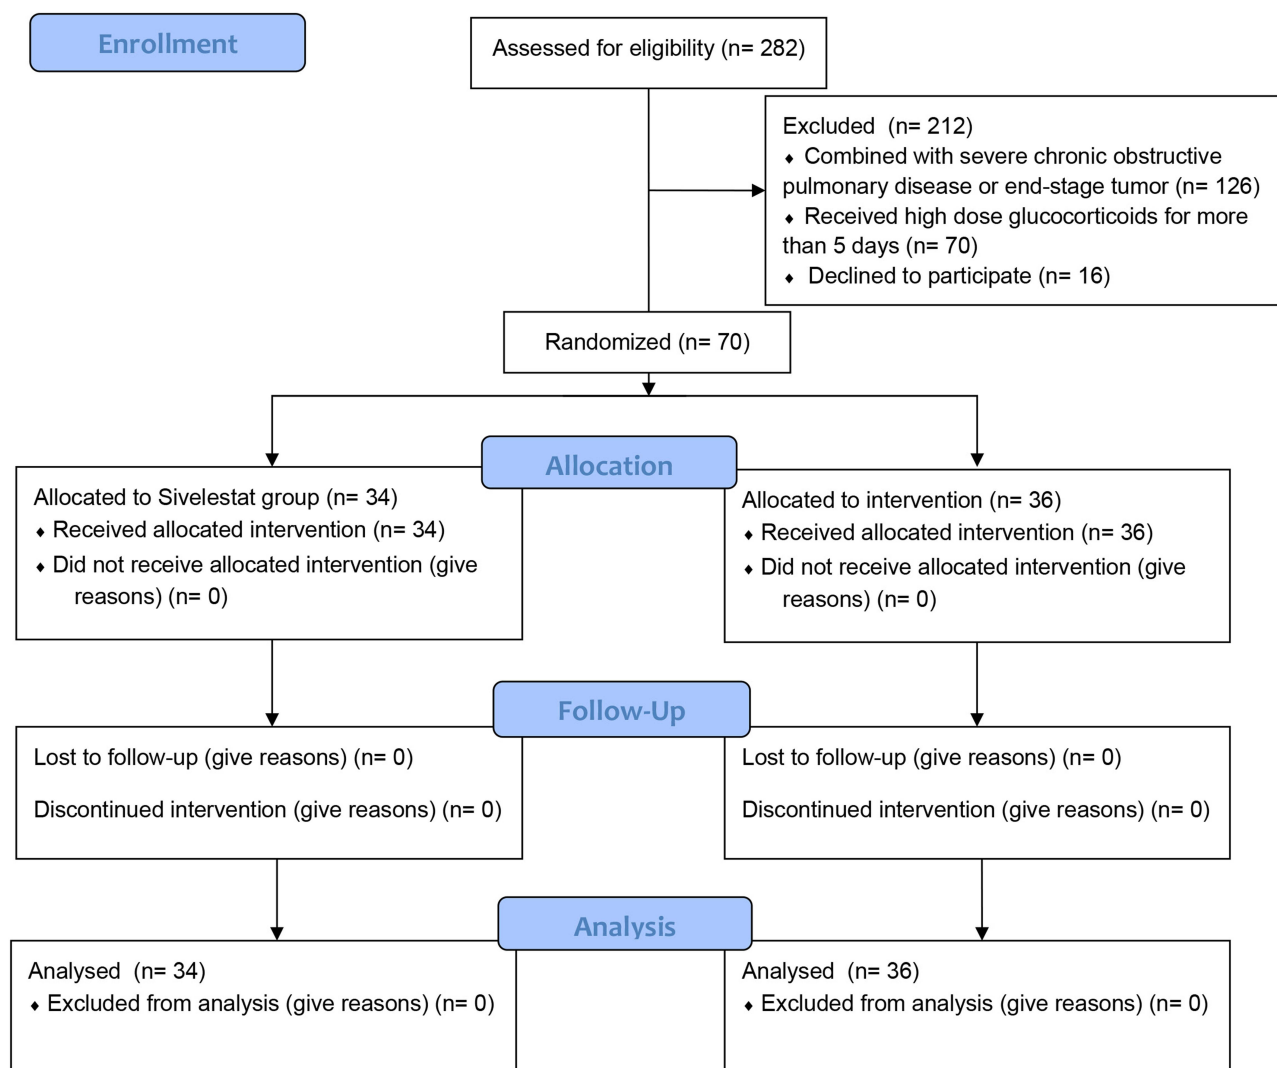 Enrollment
Assessed for eligibility (n= 282)
Excluded  (n= 212)
♦ Combined with severe chronic obstructive
pulmonary disease or end-stage tumor (n= 126)
♦ Received high dose glucocorticoids for more
than 5 days (n= 70)
♦ Declined to participate (n= 16)
Randomized (n= 70)
Allocation
Allocated to Sivelestat group (n= 34)
♦ Received allocated intervention (n= 34)
♦ Did not receive allocated intervention (give
reasons) (n= 0)
Allocated to intervention (n= 36)
♦ Received allocated intervention (n= 36)
♦ Did not receive allocated intervention (give
reasons) (n= 0)
Follow-Up
Lost to follow-up (give reasons) (n= 0)
Discontinued intervention (give reasons) (n= 0)
Lost to follow-up (give reasons) (n= 0)
Discontinued intervention (give reasons) (n= 0)
Analysis
Analysed  (n= 34)
♦ Excluded from analysis (give reasons) (n= 0)
Analysed  (n= 36)
♦ Excluded from analysis (give reasons) (n= 0)